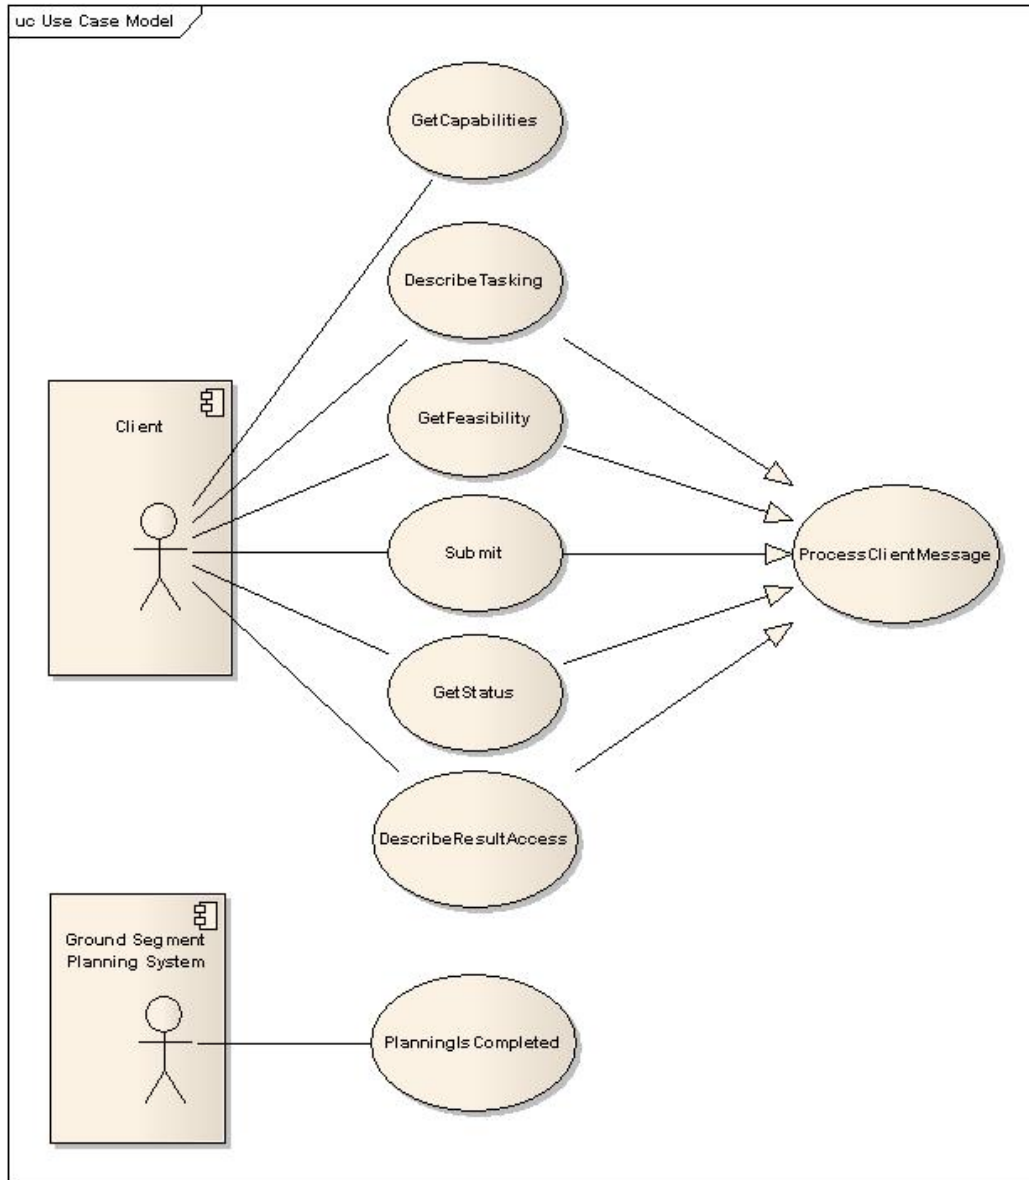 uc Use Case Model
GetCapabilities
DescribeTasking
GetFeasibility
Client
Submit
ProcessClientMessage
GetStatus
DescribeResultAccess
Ground Segment
Planning System
PlanningIsCompleted